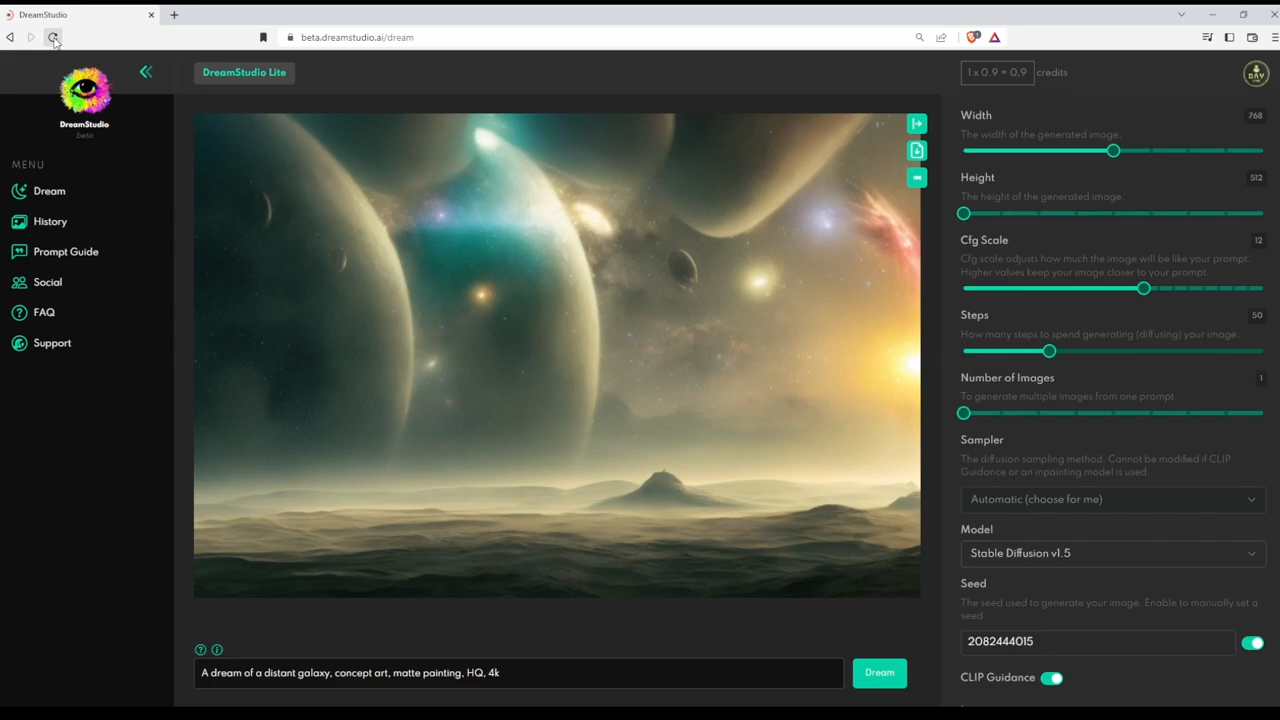 DreamStudio
beta.dreamstudio.ai/dream
1
DreamStudio
beta
MENU
Dream
History
Prompt Guide
Social
FAQ
Support
DreamStudio Lite
1 x 0.9 = 0.9 credits
DAY
Width 768
The width of the generated image.
Height 512
The height of the generated image.
Cfg Scale 12
Cfg scale adjusts how much the image will be like your prompt.
Higher values keep your image closer to your prompt.
Steps 50
How many steps to spend generating (diffusing) your image.
Number of Images 1
To generate multiple images from one prompt.
Sampler
The diffusion sampling method. Cannot be modified if CLIP
Guidance or an inpainting model is used.
Automatic (choose for me)
Model
Stable Diffusion v1.5
Seed
The seed used to generate your image. Enable to manually set a
seed.
2082444015
CLIP Guidance
A dream of a distant galaxy, concept art, matte painting, HQ, 4k
Dream